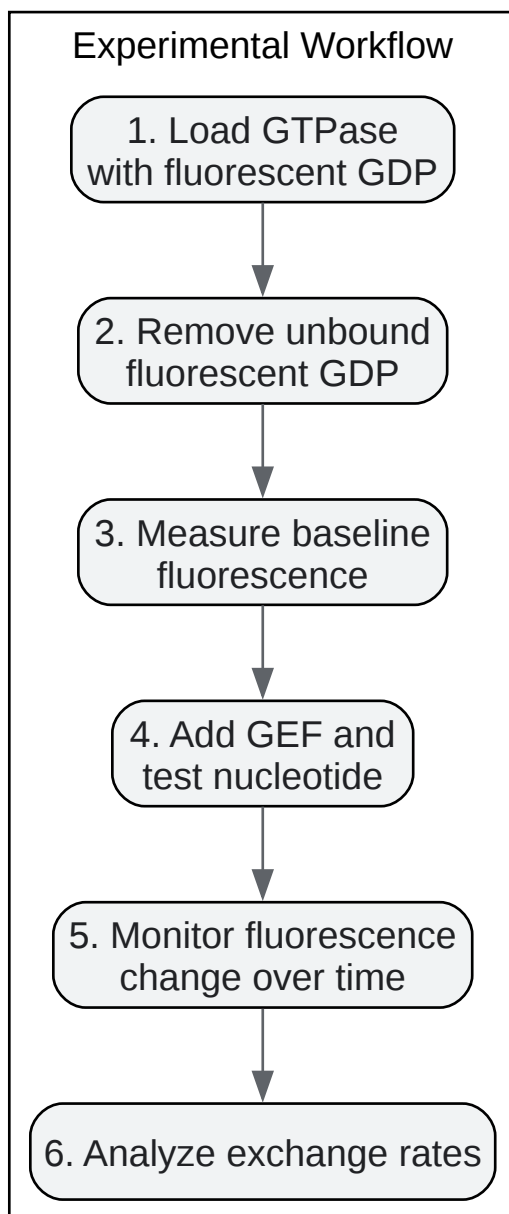 Experimental Workflow
1. Load GTPase
with fluorescent GDP
2. Remove unbound
fluorescent GDP
3. Measure baseline
fluorescence
4. Add GEF and
test nucleotide
5. Monitor fluorescence
change over time
6. Analyze exchange rates